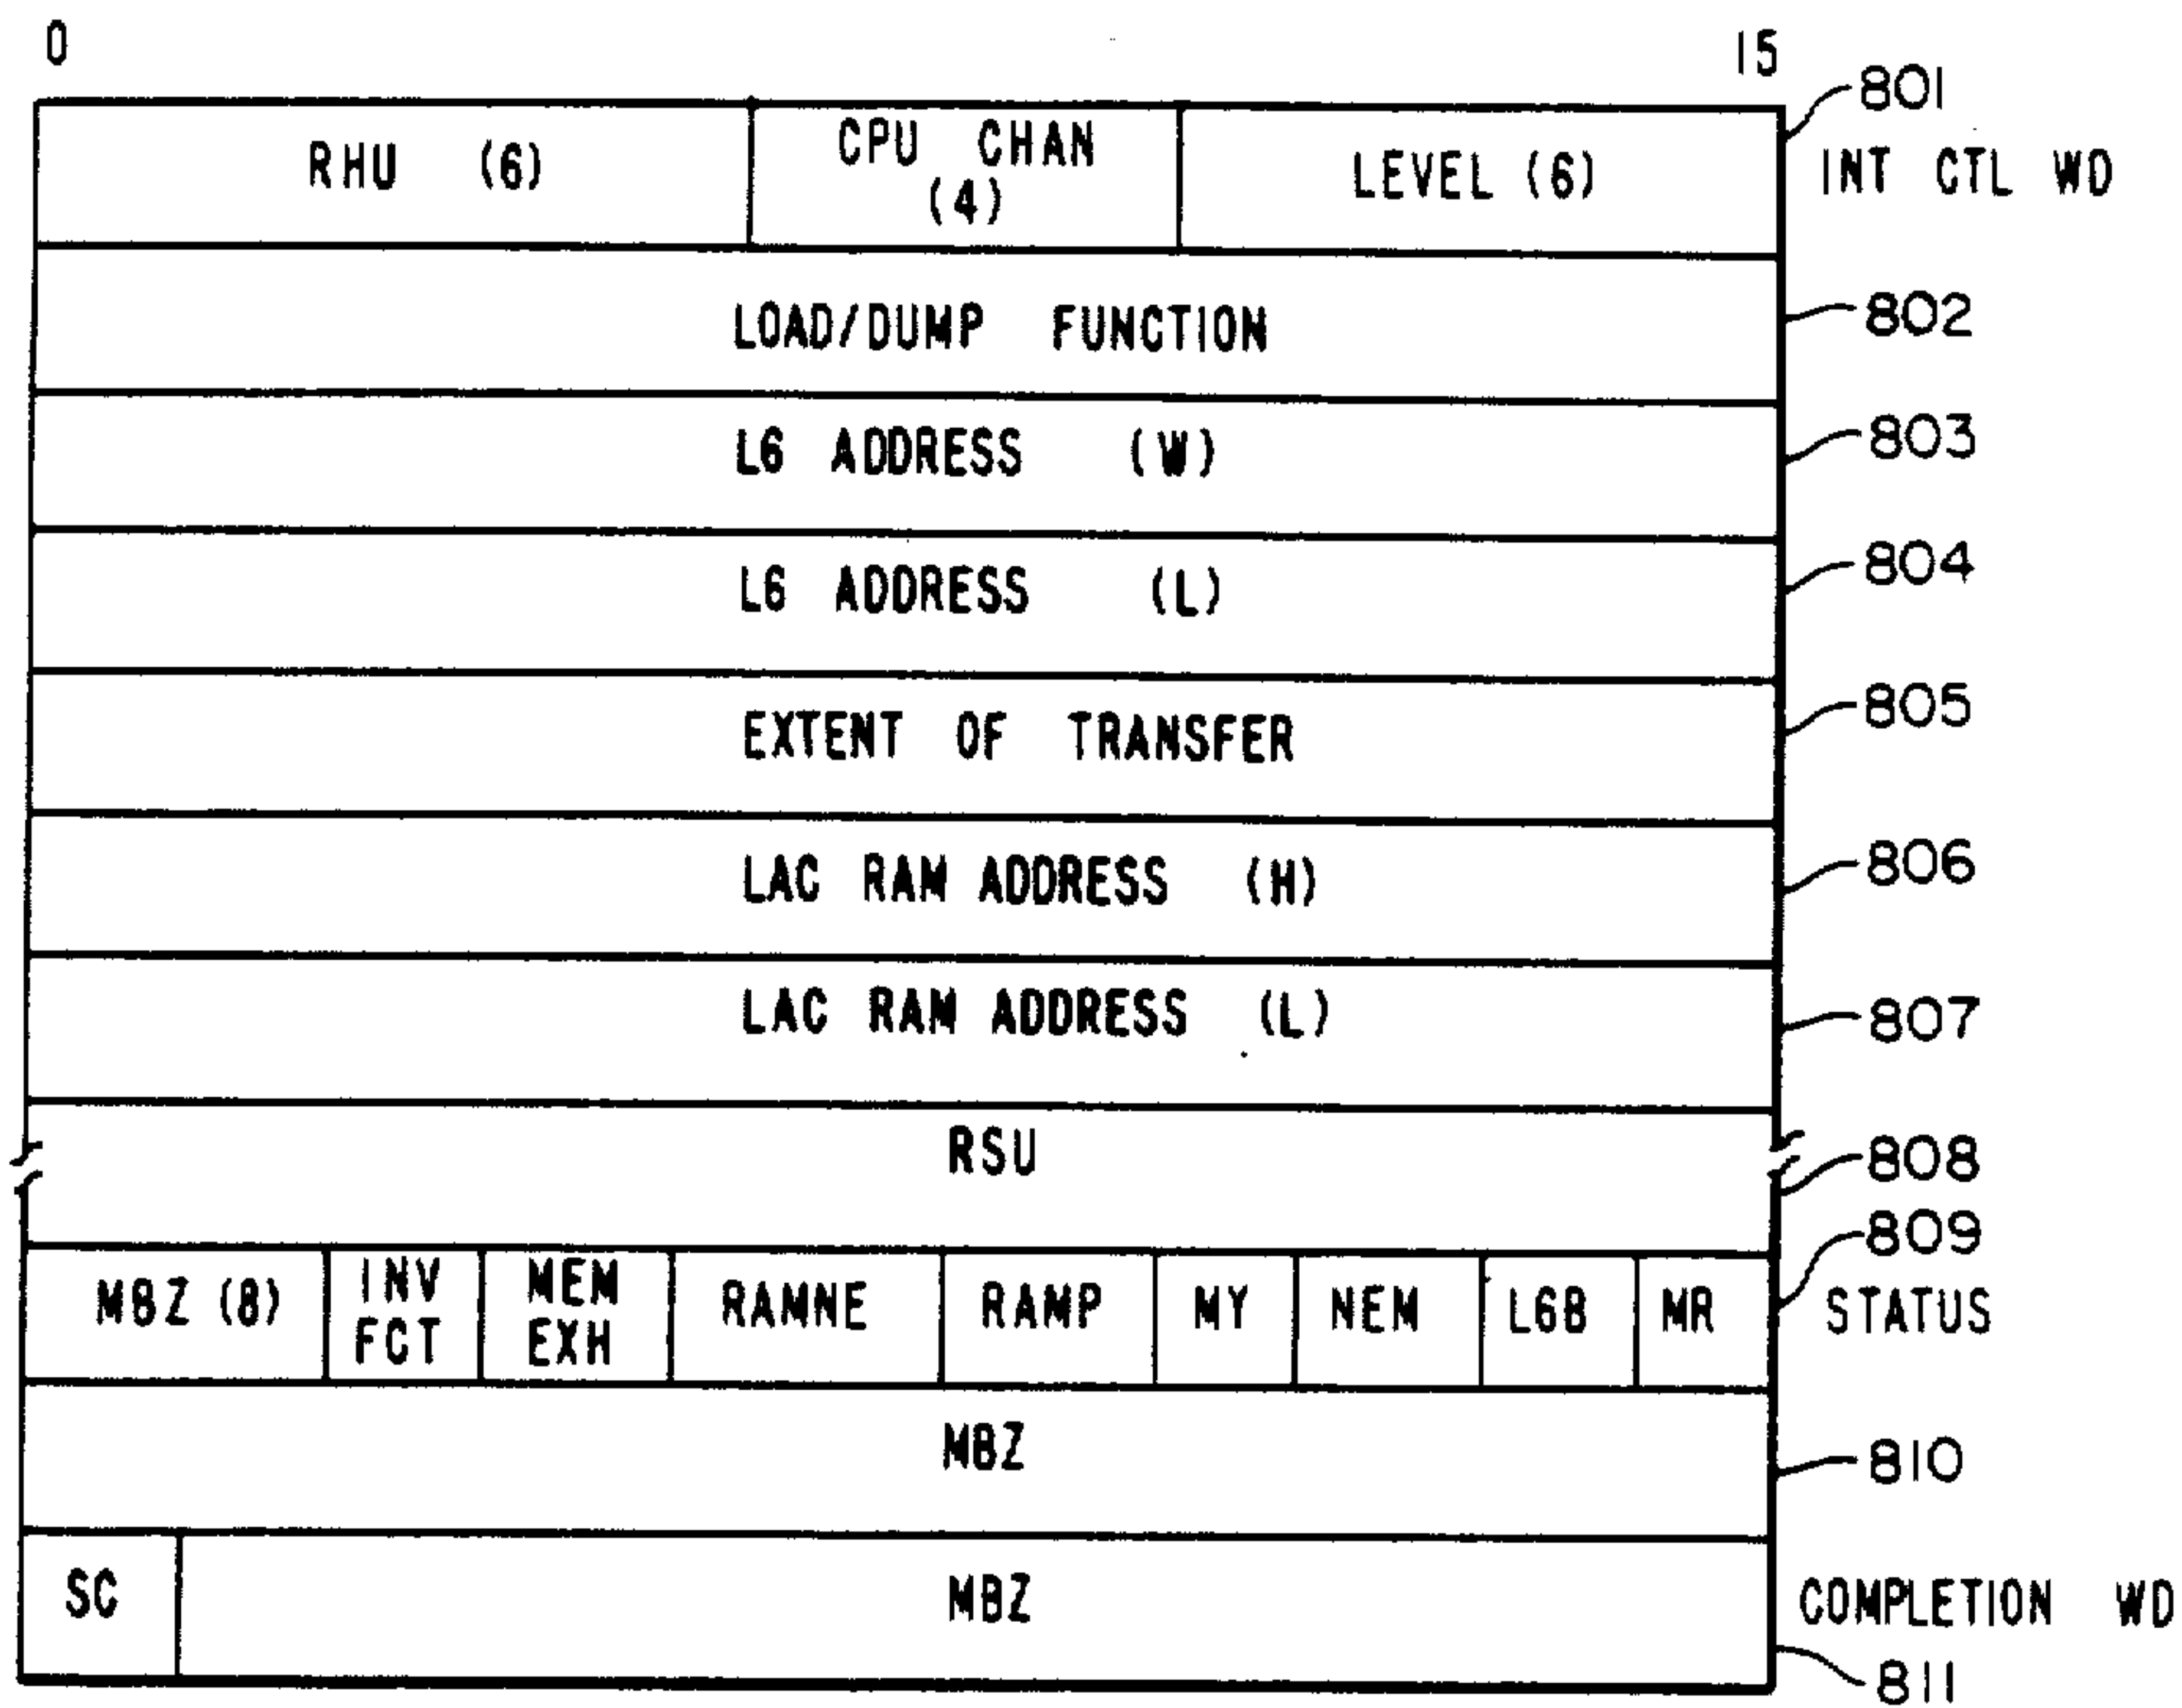 0 15
801
RHU (6) CPU CHAN (4) LEVEL (6) INT CTL WD
LOAD/DUMP FUNCTION 802
L6 ADDRESS (W) 803
L6 ADDRESS (L) 804
EXTENT OF TRANSFER 805
LAC RAM ADDRESS (H) 806
LAC RAM ADDRESS (L) 807
RSU 808
809
MBZ (8) INV FCT MEM EXH RAMNE RAMP MY NEM L6B MR STATUS
MBZ 810
SC MBZ COMPLETION WD
811